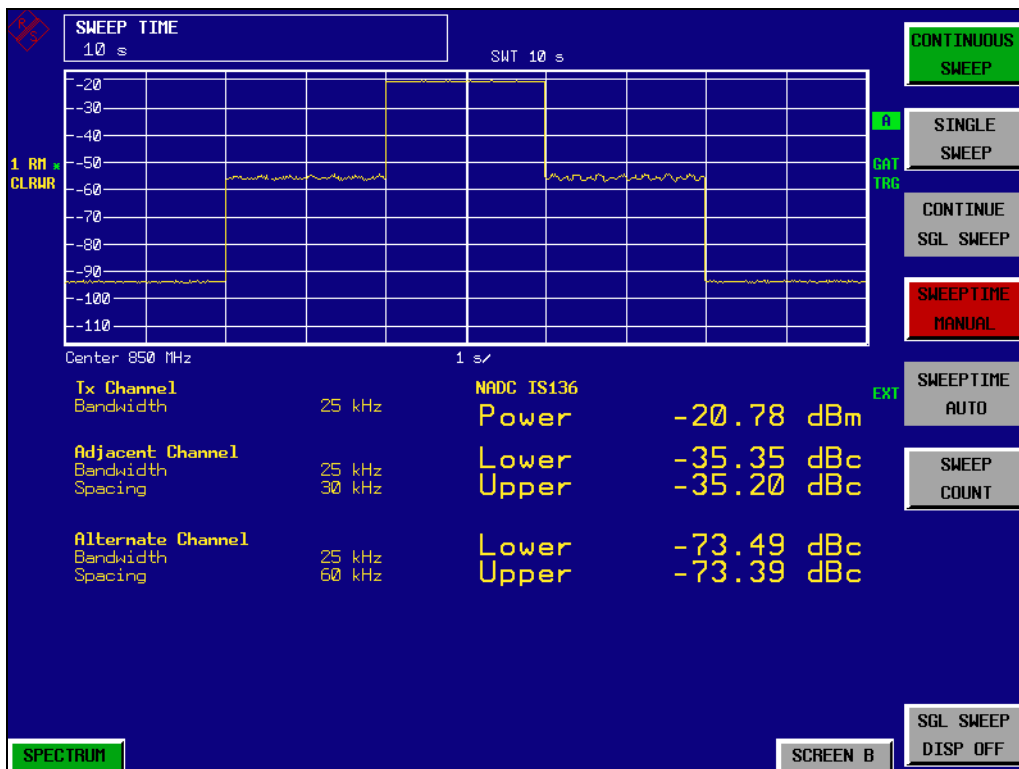 R S
SWEEP TIME
10 s
SWT 10 s
-20
-30
-40
-50
-60
-70
-80
-90
-100
-110
1 RM *
CLRWR
A
GAT
TRG
EXT
Center 850 MHz
1 s/
Tx Channel
NADC IS136
Bandwidth 25 kHz
Power -20.78 dBm
Adjacent Channel
Bandwidth 25 kHz
Spacing 30 kHz
Lower -35.35 dBc
Upper -35.20 dBc
Alternate Channel
Bandwidth 25 kHz
Spacing 60 kHz
Lower -73.49 dBc
Upper -73.39 dBc
CONTINUOUS
SWEEP
SINGLE
SWEEP
CONTINUE
SGL SWEEP
SWEEPTIME
MANUAL
SWEEPTIME
AUTO
SWEEP
COUNT
SGL SWEEP
DISP OFF
SPECTRUM
SCREEN B